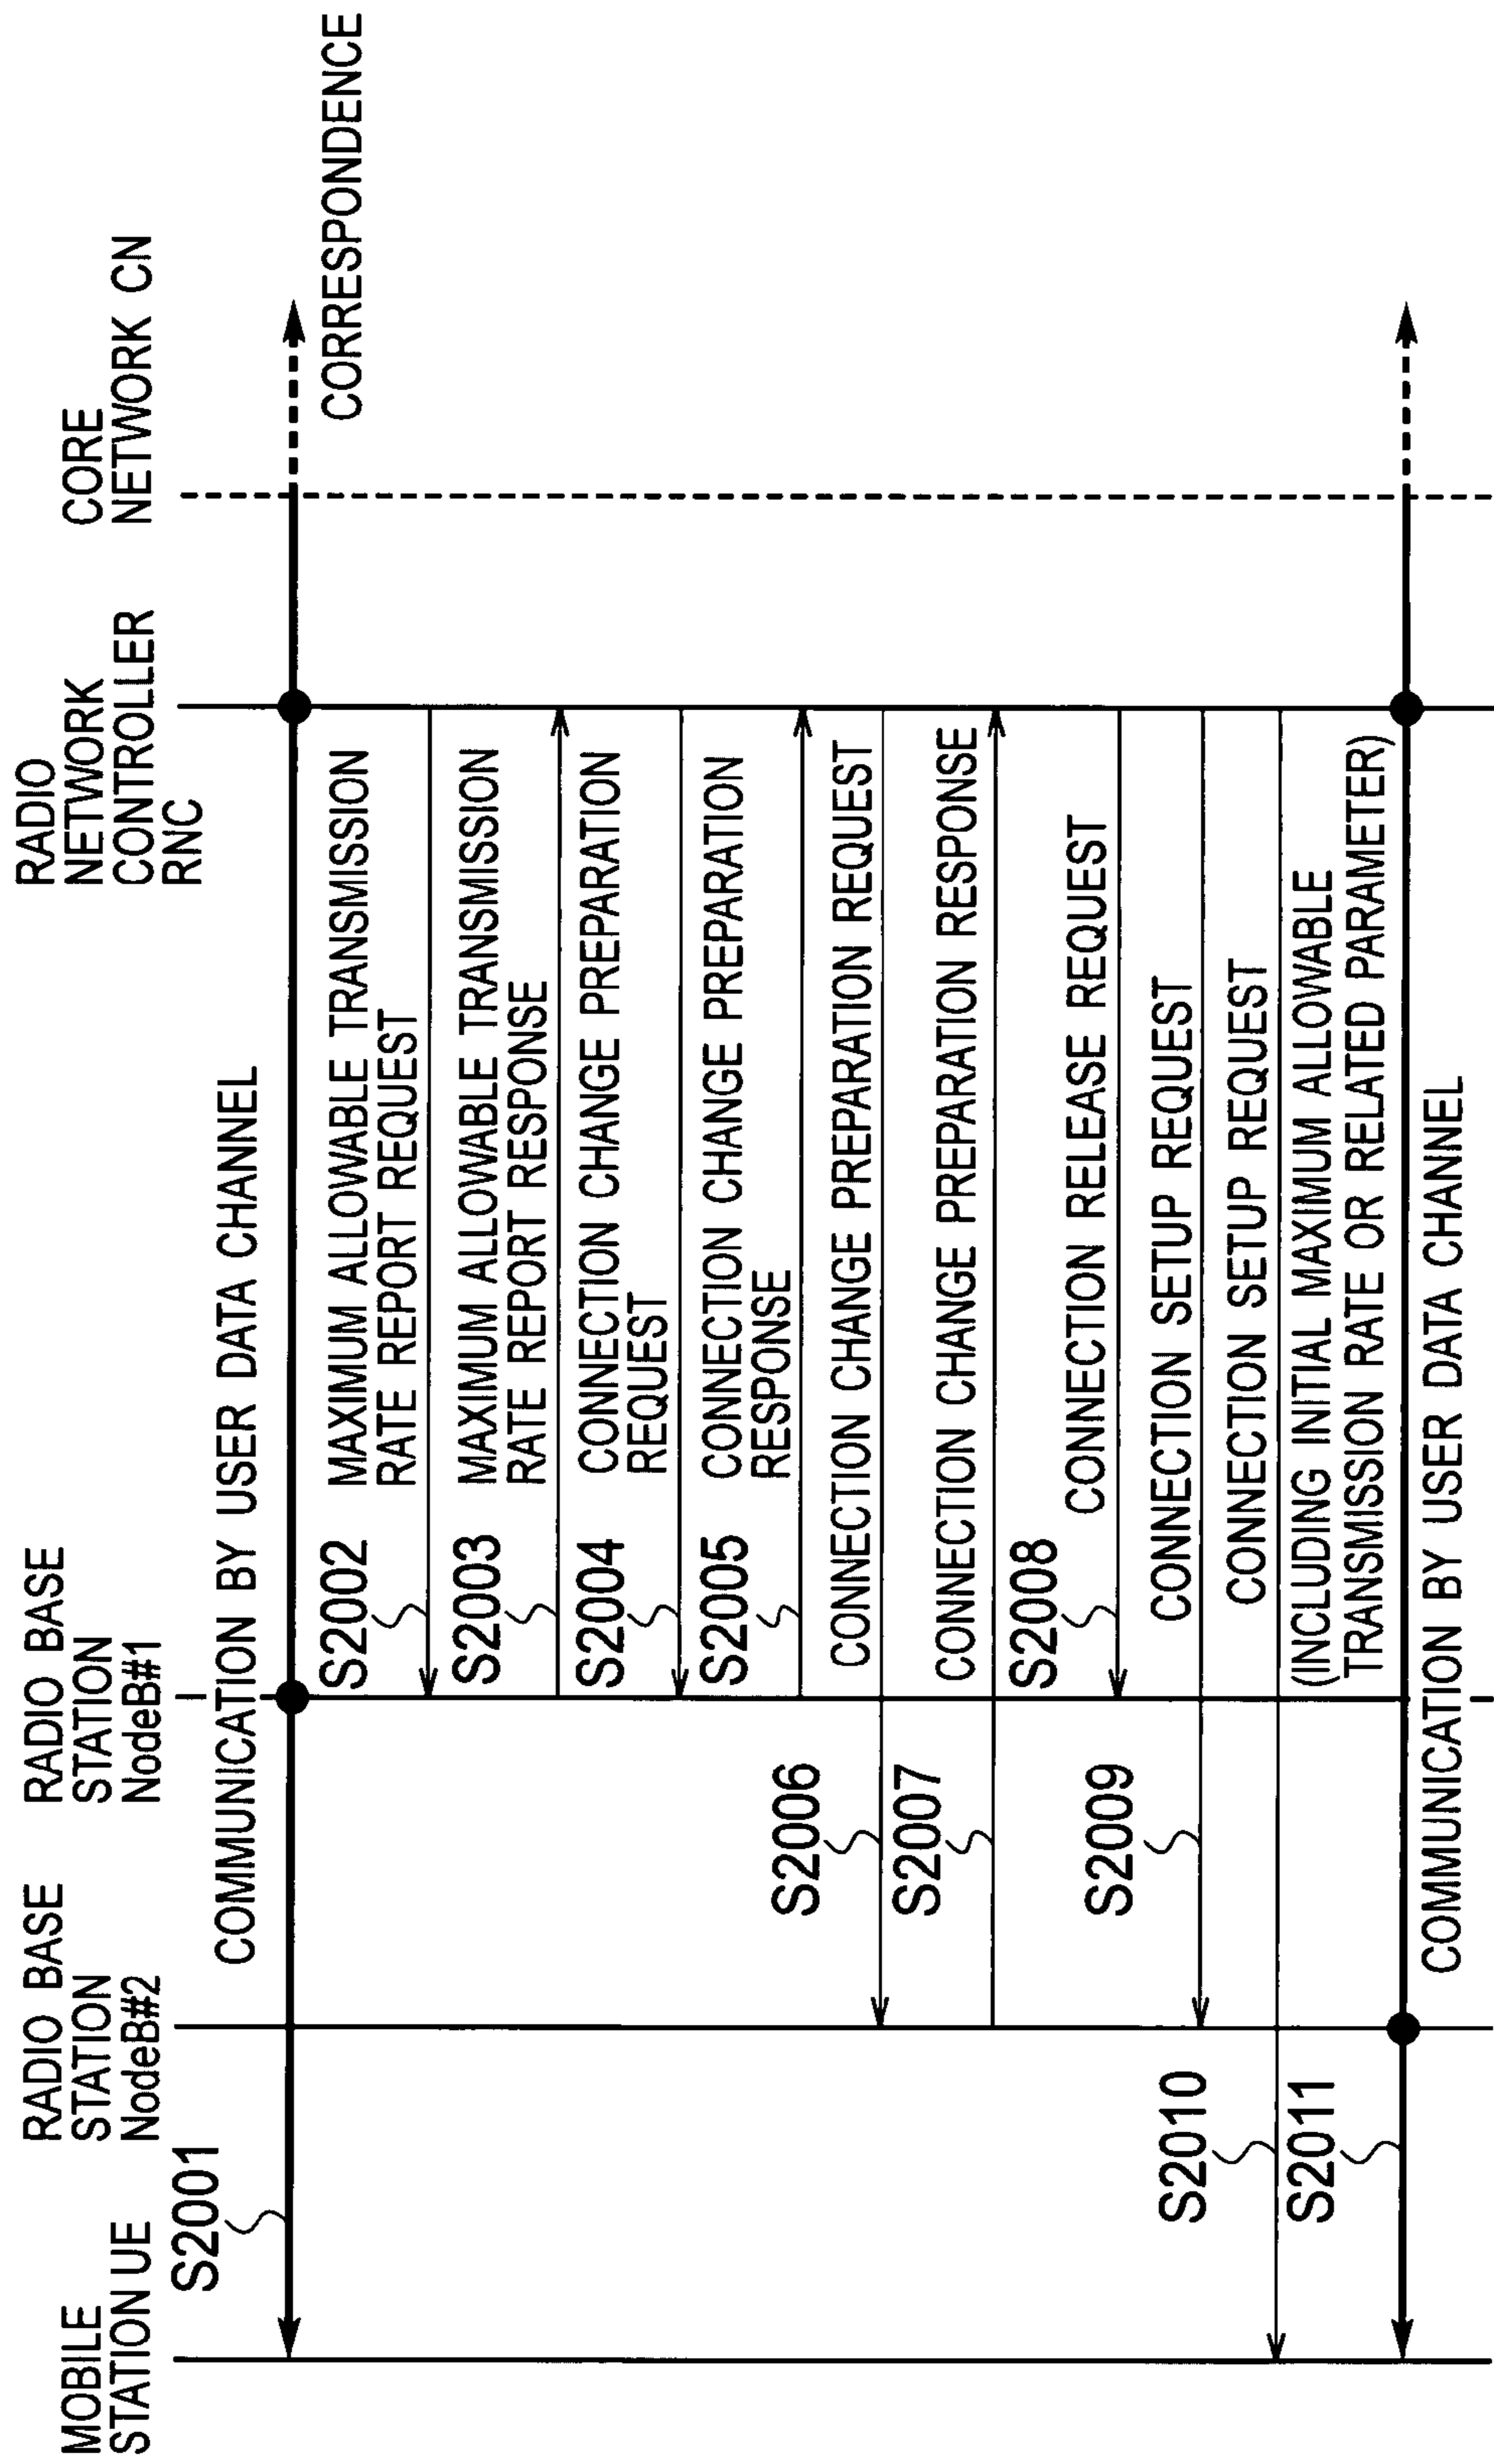 MOBILE
STATION UE
RADIO BASE
STATION
NodeB#2
RADIO BASE
STATION
NodeB#1
RADIO
NETWORK
CONTROLLER
RNC
CORE
NETWORK CN
S2001
COMMUNICATION BY USER DATA CHANNEL
CORRESPONDENCE
S2002
MAXIMUM ALLOWABLE TRANSMISSION
RATE REPORT REQUEST
S2003
MAXIMUM ALLOWABLE TRANSMISSION
RATE REPORT RESPONSE
S2004
CONNECTION CHANGE PREPARATION
REQUEST
S2005
CONNECTION CHANGE PREPARATION
RESPONSE
S2006
CONNECTION CHANGE PREPARATION REQUEST
S2007
CONNECTION CHANGE PREPARATION RESPONSE
S2008
CONNECTION RELEASE REQUEST
S2009
CONNECTION SETUP REQUEST
S2010
CONNECTION SETUP REQUEST
(INCLUDING INITIAL MAXIMUM ALLOWABLE
TRANSMISSION RATE OR RELATED PARAMETER)
S2011
COMMUNICATION BY USER DATA CHANNEL